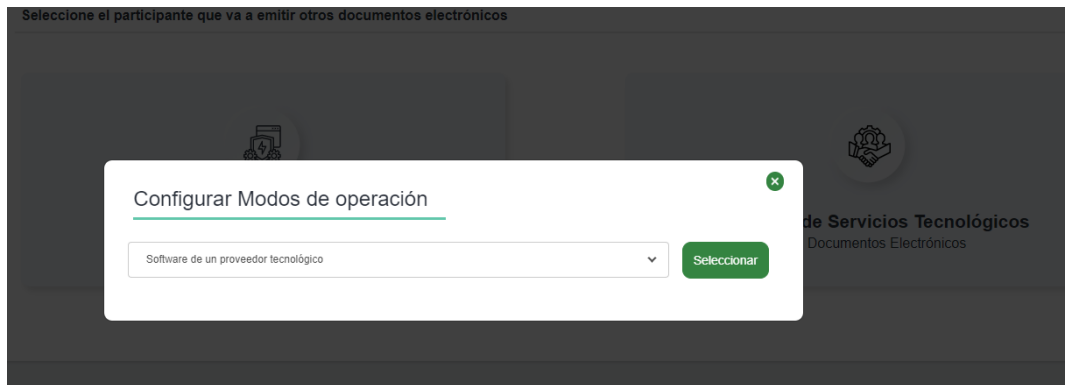 Seleccione el participante que va a emitir otros documentos electrónicos
Configurar Modos de operación
de Servicios Tecnológicos
Documentos Electrónicos
Software de un proveedor tecnológico
Seleccionar